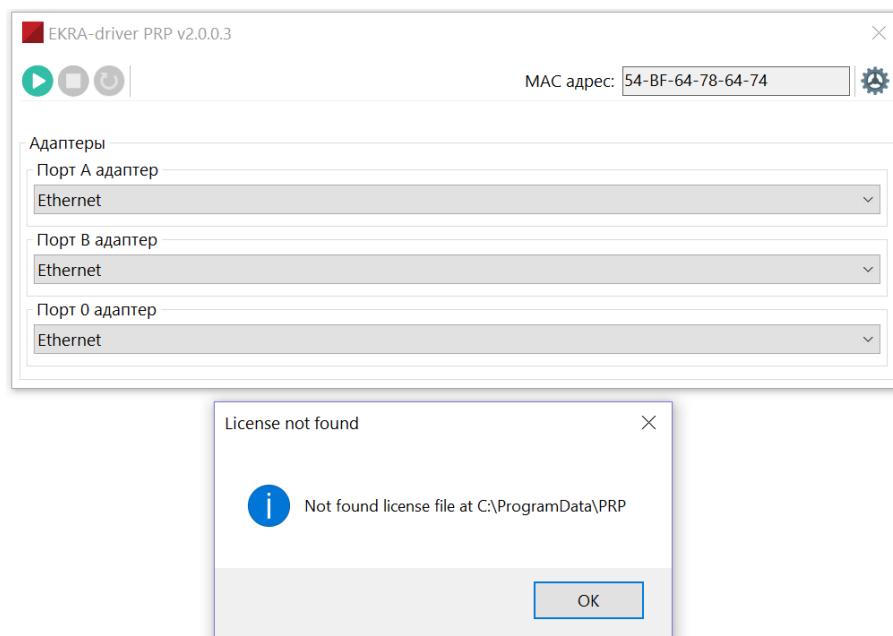 EKRA-driver PRP v2.0.0.3
MAC адрес: 54-BF-64-78-64-74
Адаптеры
Порт A адаптер
Ethernet
Порт B адаптер
Ethernet
Порт 0 адаптер
Ethernet
License not found
Not found license file at C:\ProgramData\PRP
OK